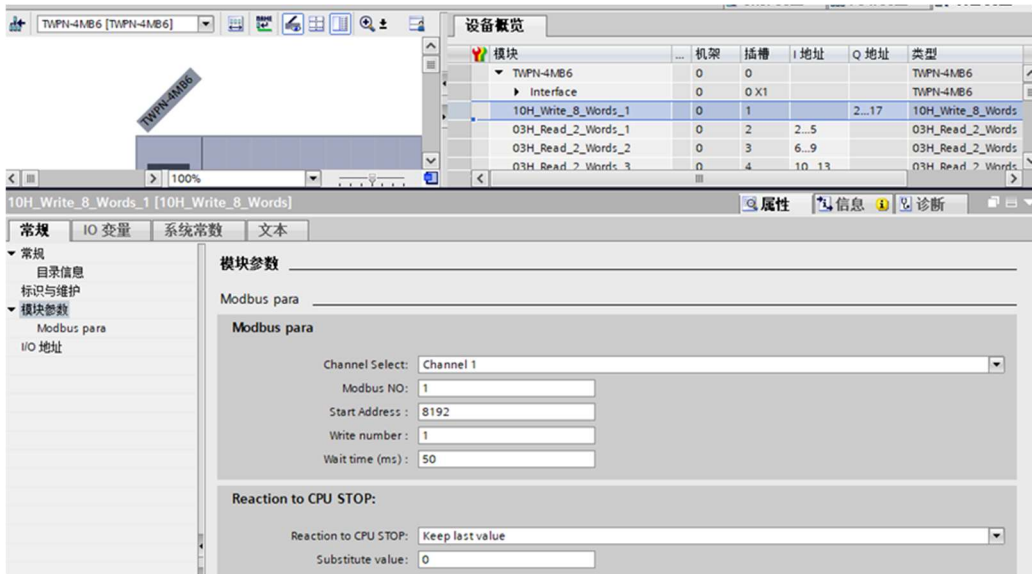 TWPN-4MB6 [TWPN-4MB6]
设备概览
模块 ... 机架 插槽 I 地址 Q 地址 类型
TWPN-4MB6 0 0 TWPN-4MB6
Interface 0 0 X1 TWPN-4MB6
10H_Write_8_Words_1 0 1 2...17 10H_Write_8_Words
03H_Read_2_Words_1 0 2 2...5 03H_Read_2_Words
03H_Read_2_Words_2 0 3 6...9 03H_Read_2_Words
03H_Read_2_Words_3 0 4 10...13 03H_Read_2_Words
TWPN-4MB6
100%
10H_Write_8_Words_1 [10H_Write_8_Words]
属性 信息 诊断
常规 IO 变量 系统常数 文本
常规
目录信息
标识与维护
模块参数
Modbus para
I/O 地址
模块参数
Modbus para
Modbus para
Channel Select: Channel 1
Modbus NO: 1
Start Address : 8192
Write number : 1
Wait time (ms) : 50
Reaction to CPU STOP:
Reaction to CPU STOP: Keep last value
Substitute value: 0